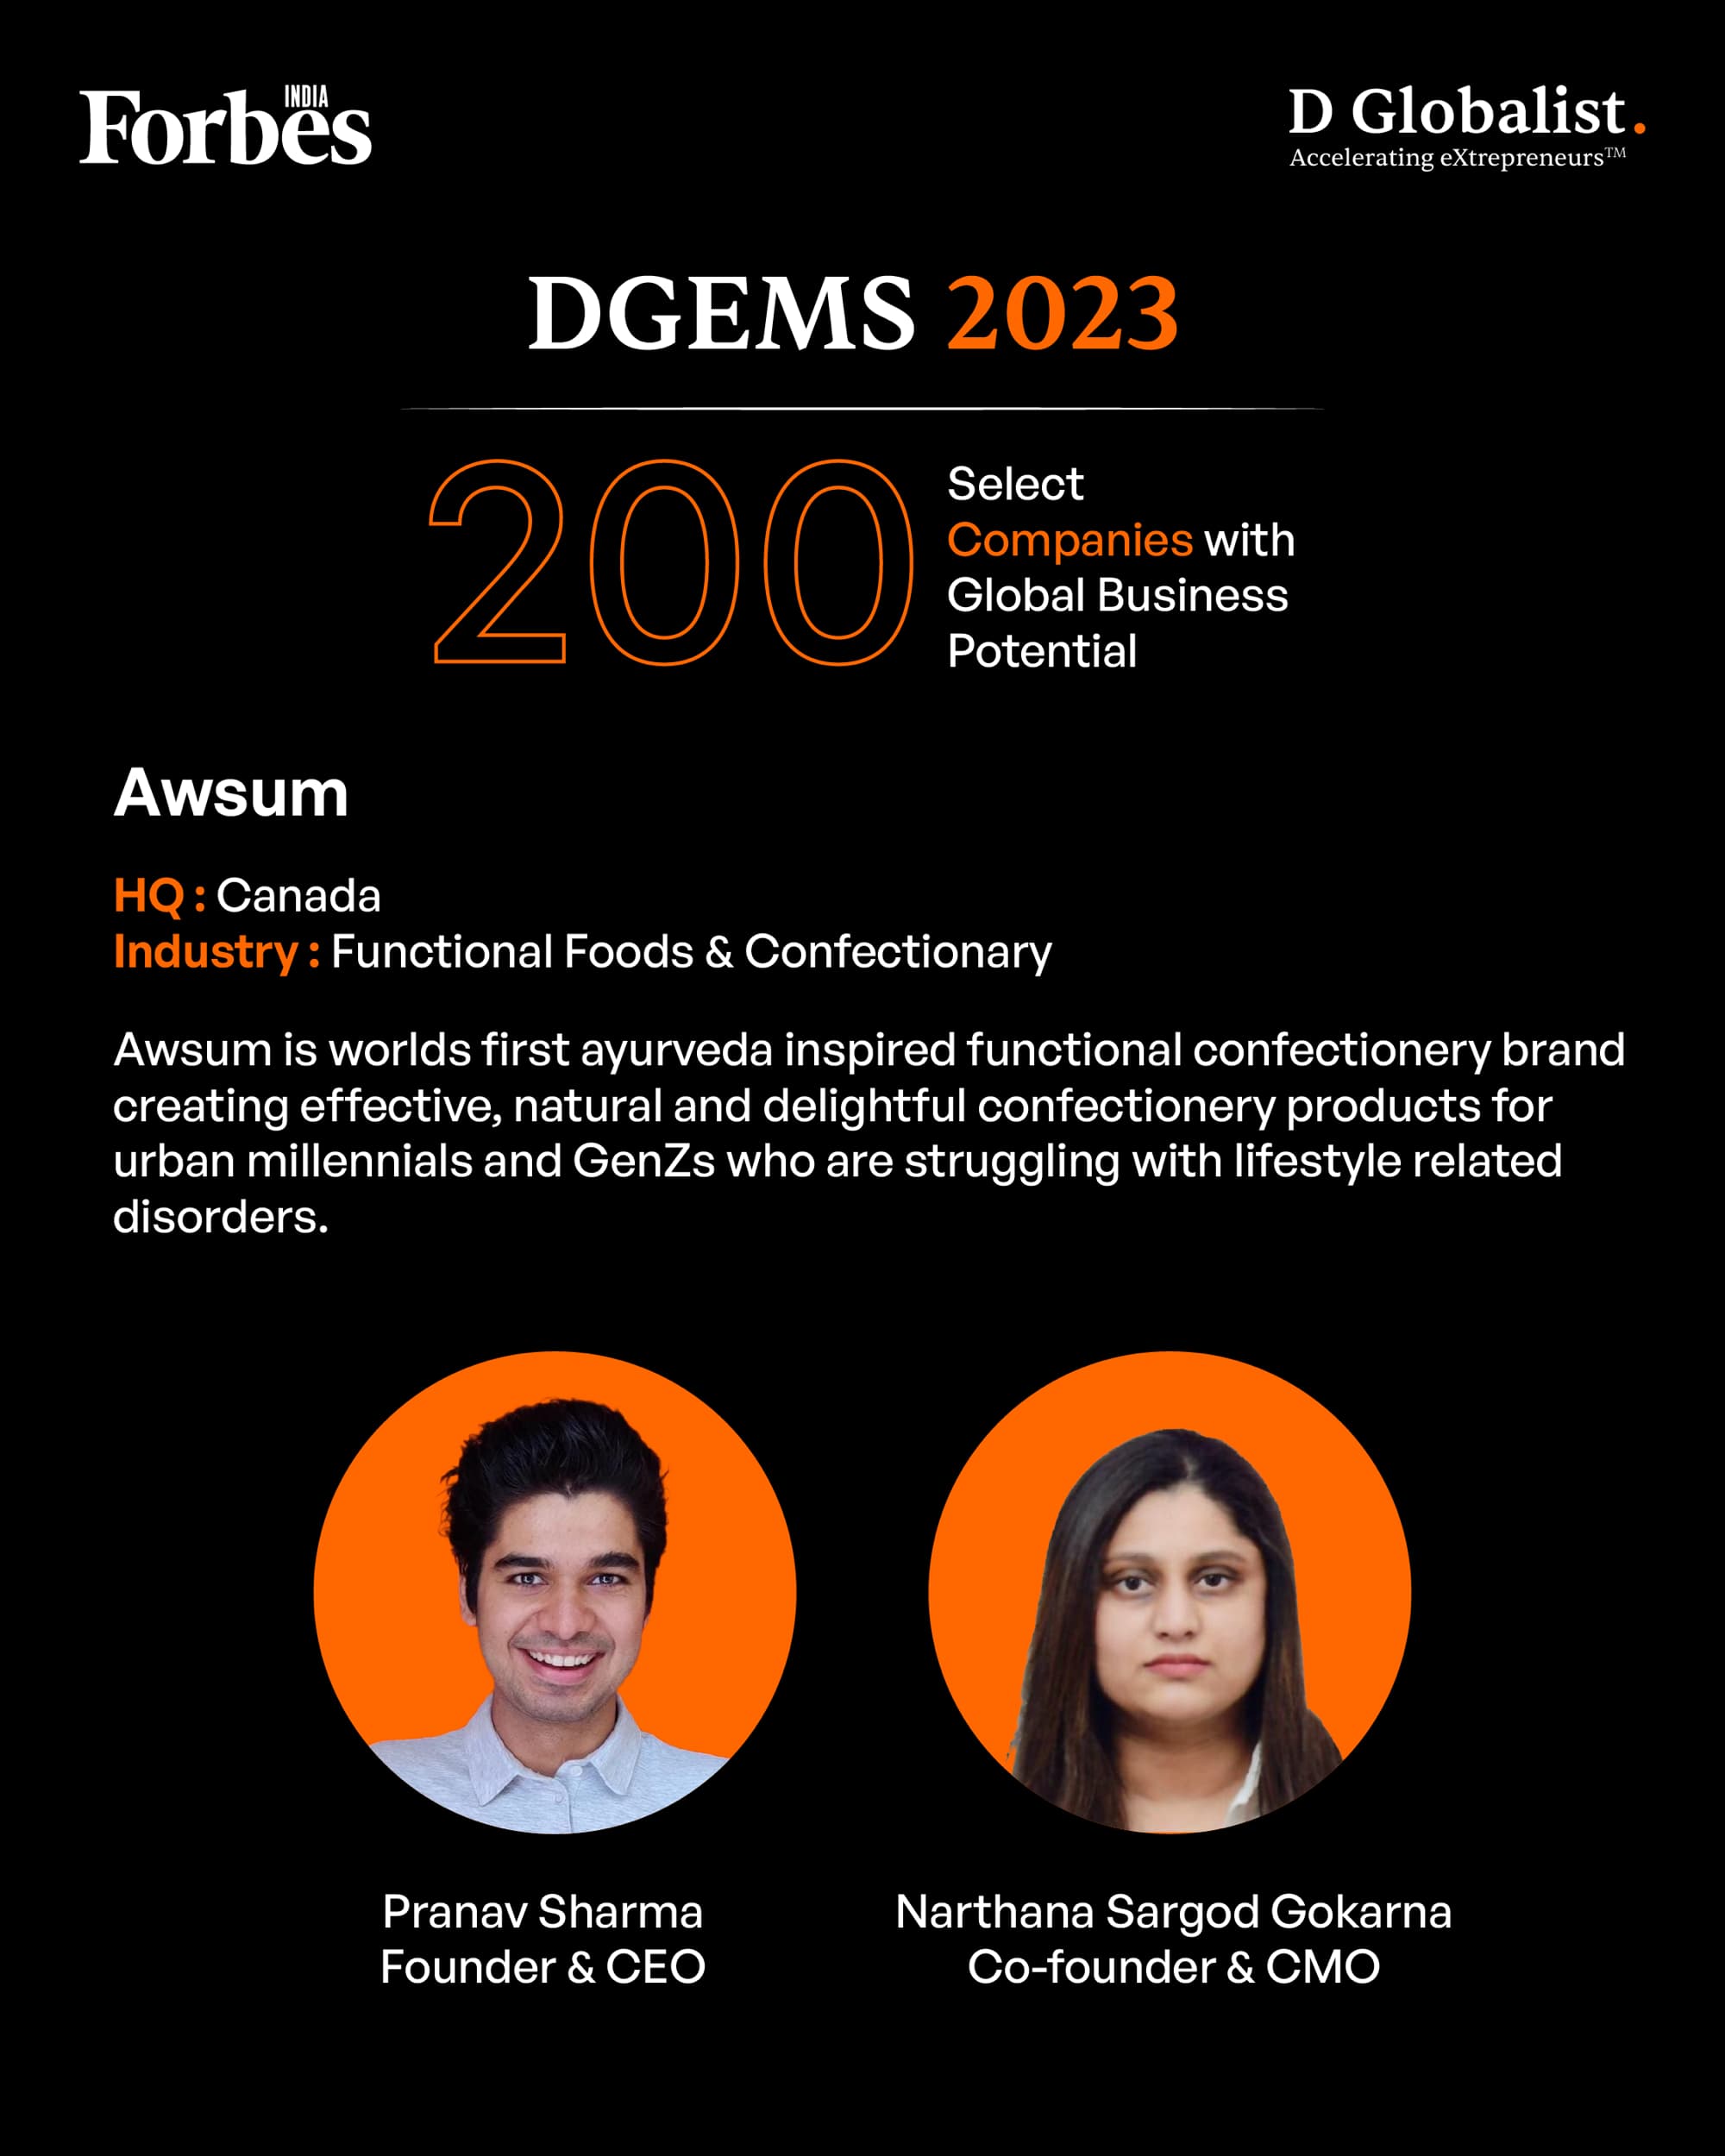 Forbes INDIA
D Globalist.
Accelerating eXtrepreneurs™
DGEMS 2023
200
Select
Companies with
Global Business
Potential
Awsum
HQ : Canada
Industry : Functional Foods & Confectionary
Awsum is worlds first ayurveda inspired functional confectionery brand
creating effective, natural and delightful confectionery products for
urban millennials and GenZs who are struggling with lifestyle related
disorders.
Pranav Sharma
Founder & CEO
Narthana Sargod Gokarna
Co-founder & CMO